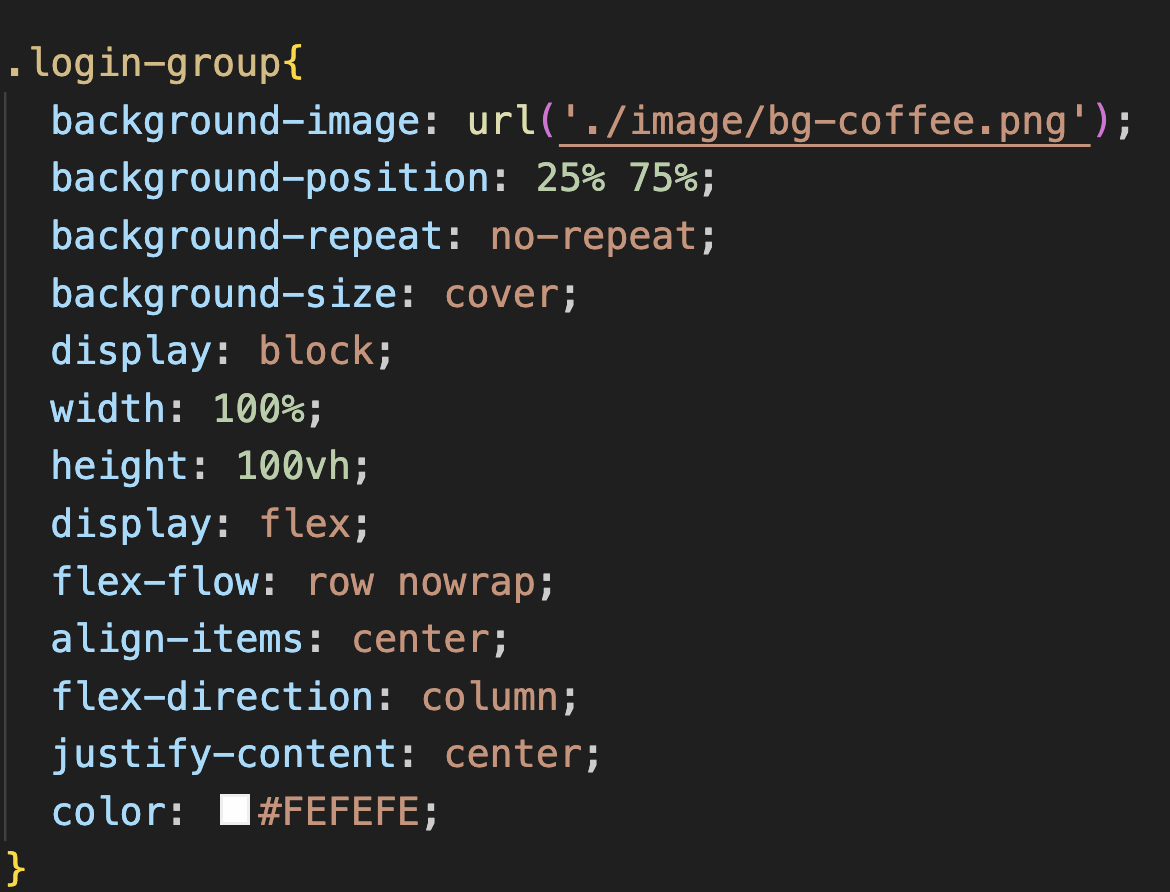 .login-group{
background-image: url('./image/bg-coffee.png');
background-position: 25% 75%;
background-repeat: no-repeat;
background-size: cover;
display: block;
width: 100%;
height: 100vh;
display: flex;
flex-flow: row nowrap;
align-items: center;
flex-direction: column;
justify-content: center;
color: #FEFEFE;
}